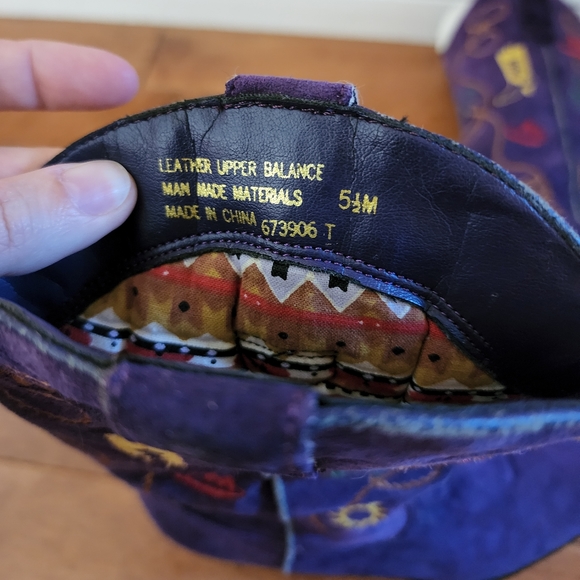 LEATHER UPPER BALANCE
MAN MADE MATERIALS 5½M
MADE IN CHINA 673906 T